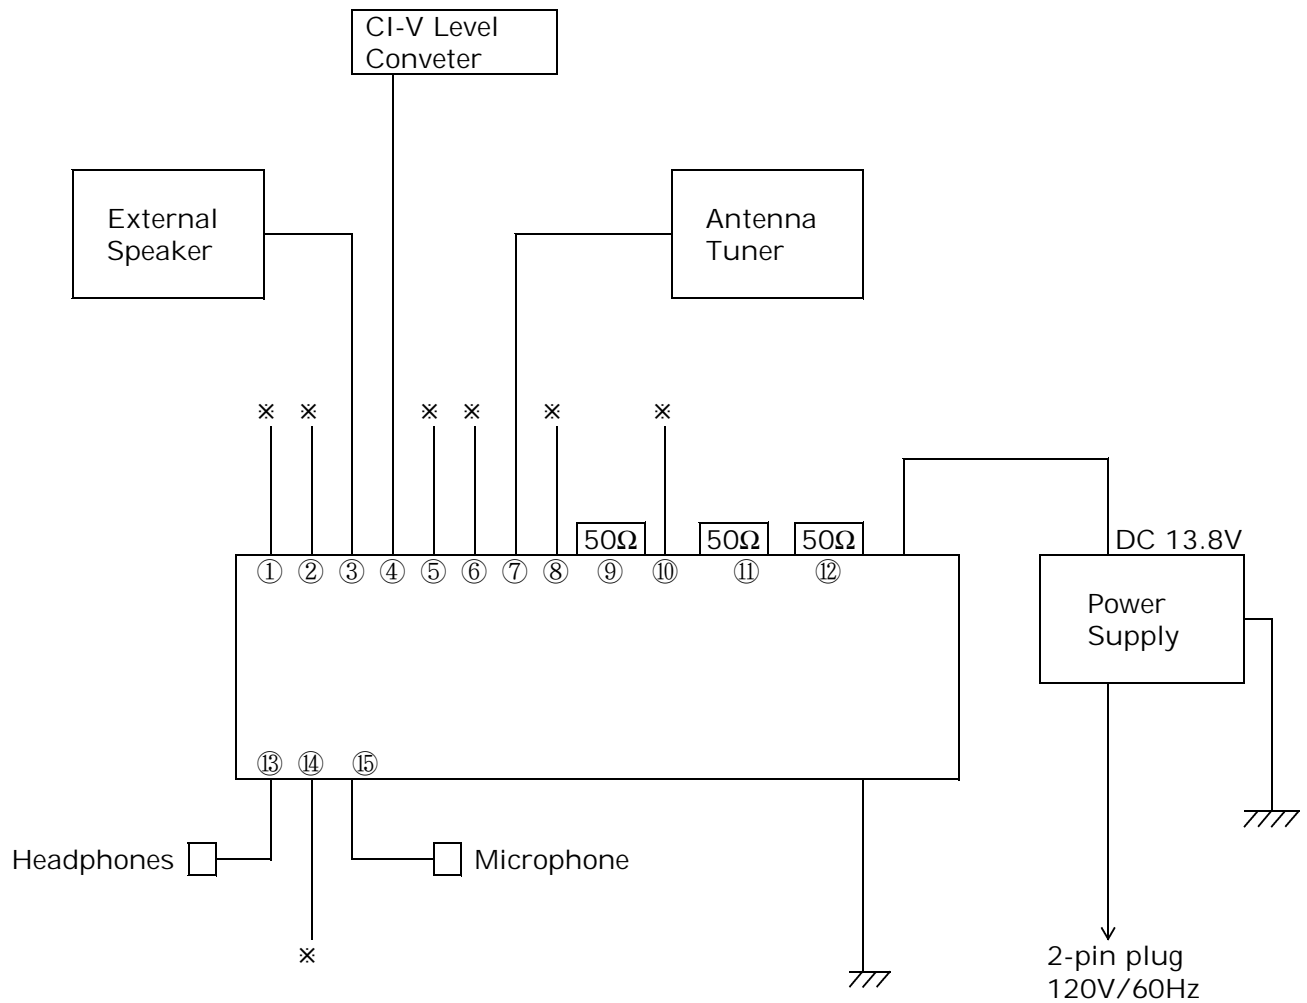 CI-V Level
Conveter
External
Speaker
Antenna
Tuner
※ ※ ※ ※ ※ ※
50Ω 50Ω 50Ω
DC 13.8V
① ② ③ ④ ⑤ ⑥ ⑦ ⑧ ⑨ ⑩ ⑪ ⑫
Power
Supply
⑬ ⑭ ⑮
Headphones
Microphone
※
2-pin plug
120V/60Hz